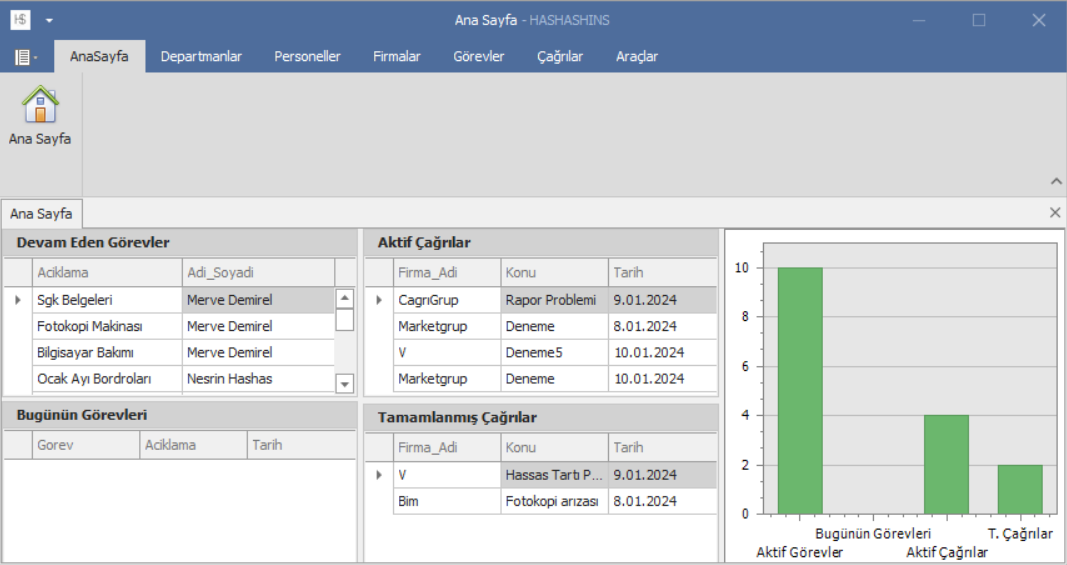 HS
Ana Sayfa - HASHASHINS
AnaSayfa Departmanlar Personeller Firmalar Görevler Çağrılar Araçlar
Ana Sayfa
Ana Sayfa
Devam Eden Görevler
Aciklama Adi_Soyadi
Sgk Belgeleri Merve Demirel
Fotokopi Makinası Merve Demirel
Bilgisayar Bakımı Merve Demirel
Ocak Ayı Bordroları Nesrin Hashas
Bugünün Görevleri
Gorev Aciklama Tarih
Aktif Çağrılar
Firma_Adi Konu Tarih
CagrıGrup Rapor Problemi 9.01.2024
Marketgrup Deneme 8.01.2024
V Deneme5 10.01.2024
Marketgrup Deneme 10.01.2024
Tamamlanmış Çağrılar
Firma_Adi Konu Tarih
V Hassas Tartı P... 9.01.2024
Bim Fotokopi arızası 8.01.2024
10
8
6
4
2
0
Bugünün Görevleri T. Çağrılar
Aktif Görevler Aktif Çağrılar